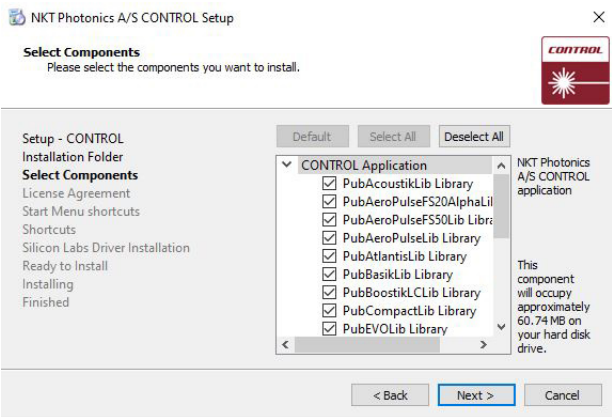 NKT Photonics A/S CONTROL Setup
Select Components
Please select the components you want to install.
CONTROL
Setup - CONTROL
Installation Folder
Select Components
License Agreement
Start Menu shortcuts
Shortcuts
Silicon Labs Driver Installation
Ready to Install
Installing
Finished
Default
Select All
Deselect All
CONTROL Application
PubAcoustikLib Library
PubAeroPulseFS20AlphaLil
PubAeroPulseFS50Lib Libra
PubAeroPulseLib Library
PubAtlantisLib Library
PubBasikLib Library
PubBoostikLCLib Library
PubCompactLib Library
PubEVOLib Library
NKT Photonics
A/S CONTROL
application
This
component
will occupy
approximately
60.74 MB on
your hard disk
drive.
< Back
Next >
Cancel